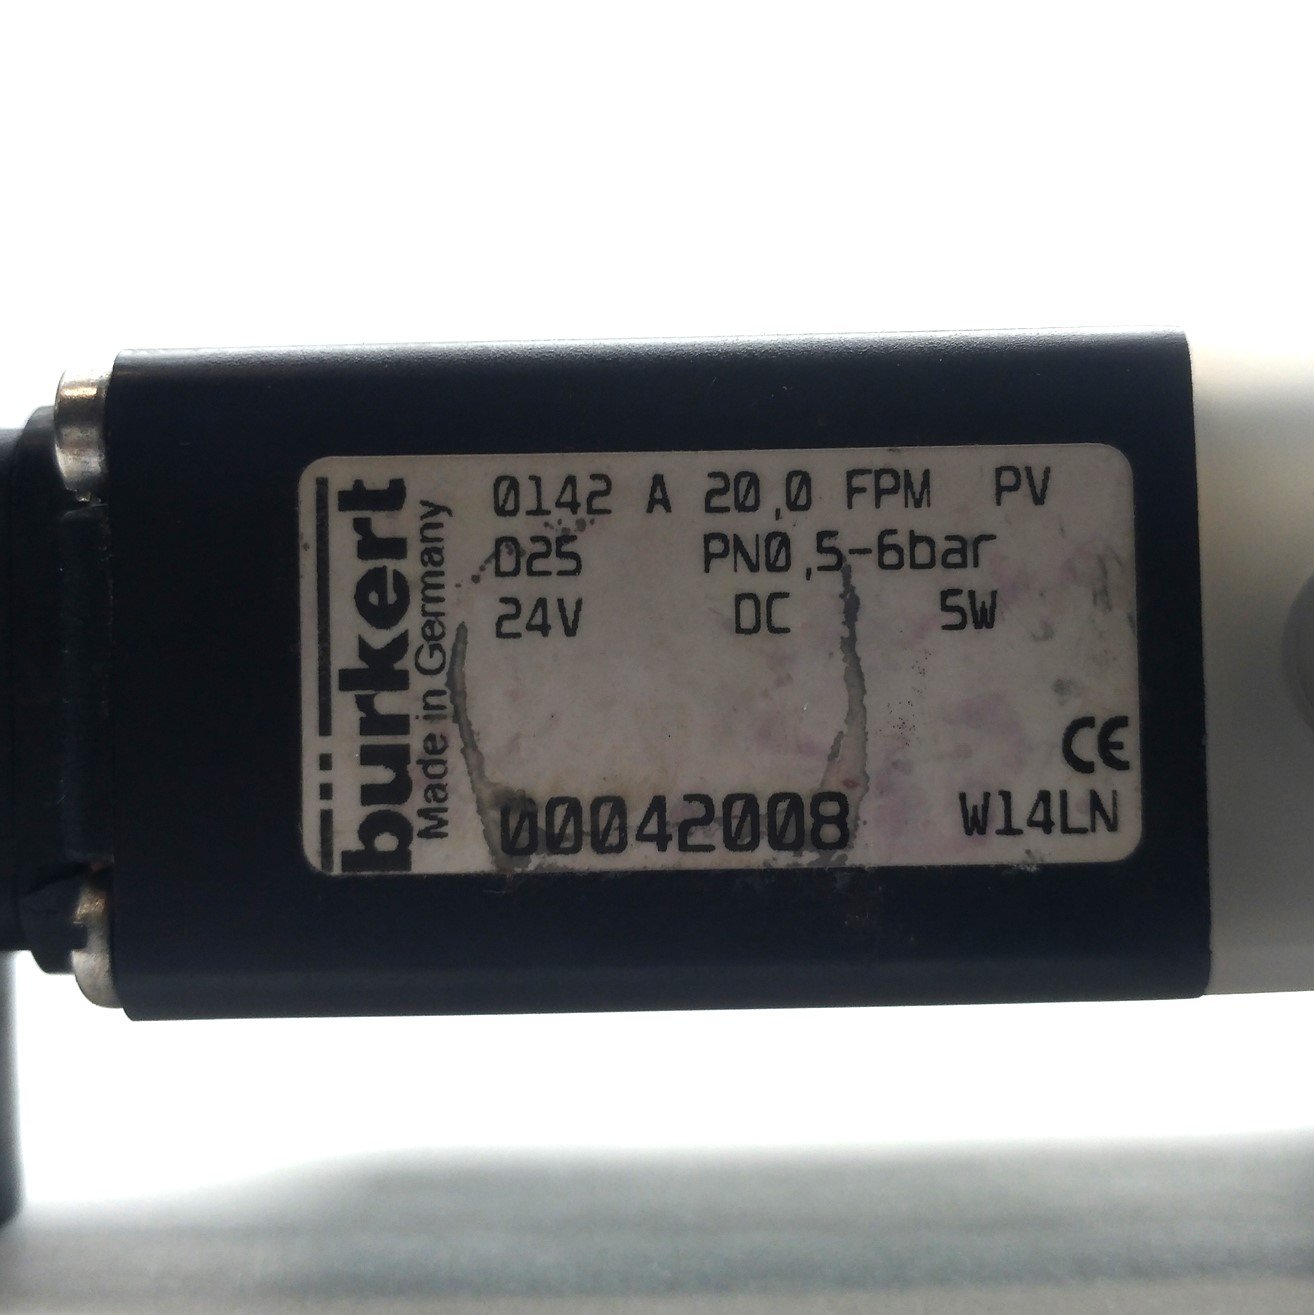 bürkert
Made in Germany
0142 A 20,0 FPM PV
D25 PN0,5-6bar
24V DC 5W
CE
00042008 W14LN